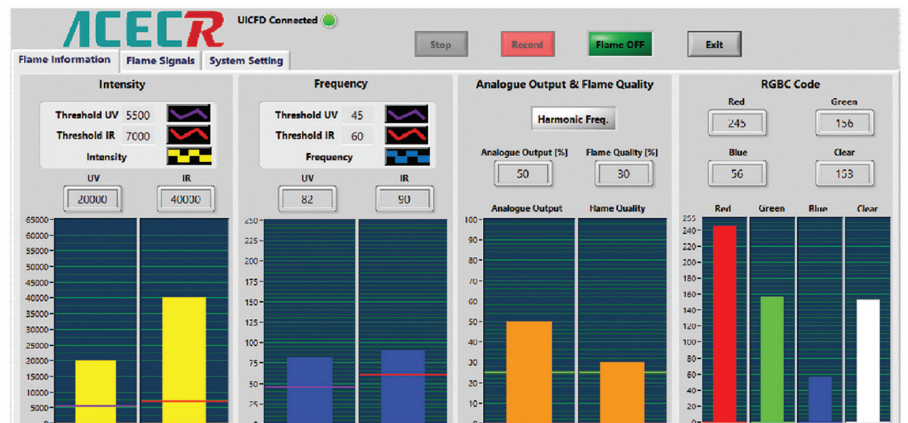 ACECR
UICFD Connected
Stop
Record
Flame OFF
Exit
Flame Information
Flame Signals
System Setting
Intensity
Threshold UV 5500
Threshold IR 7000
Intensity
UV
IR
20000
40000
65000
60000
55000
50000
45000
40000
35000
30000
25000
20000
15000
10000
5000
Frequency
Threshold UV 45
Threshold IR 60
Frequency
UV
IR
82
90
250
225
200
175
150
125
100
75
50
25
Analogue Output & Flame Quality
Harmonic Freq.
Analogue Output [%]
Flame Quality [%]
50
30
Analogue Output
Flame Quality
100
90
80
70
60
50
40
30
20
10
RGBC Code
Red
Green
245
156
Blue
Clear
56
153
Red
Green
Blue
Clear
255
240
220
200
180
160
140
120
100
80
60
40
20